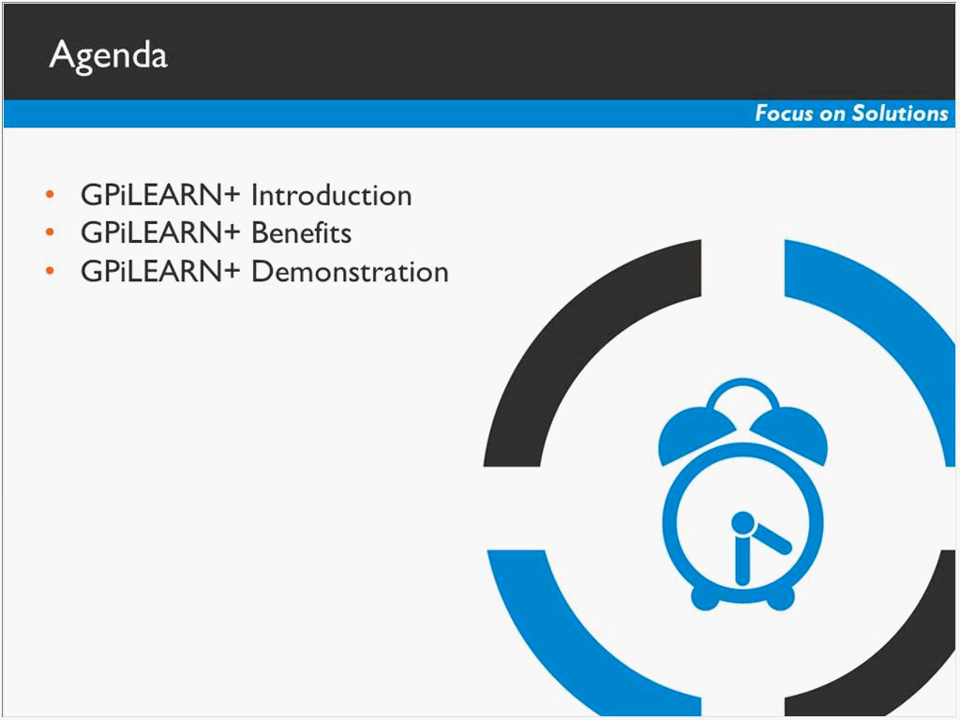 Agenda
Focus on Solutions
• GPiLEARN+ Introduction
• GPiLEARN+ Benefits
• GPiLEARN+ Demonstration